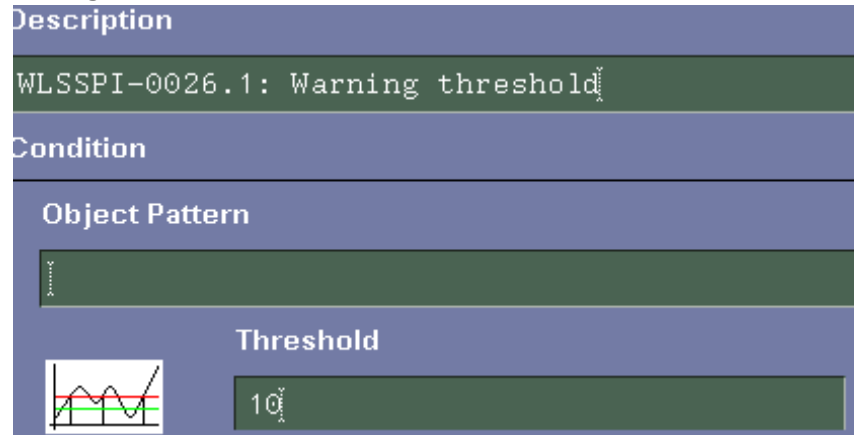 Description
WLSSPI-0026.1: Warning threshold
Condition
Object Pattern
Threshold
10